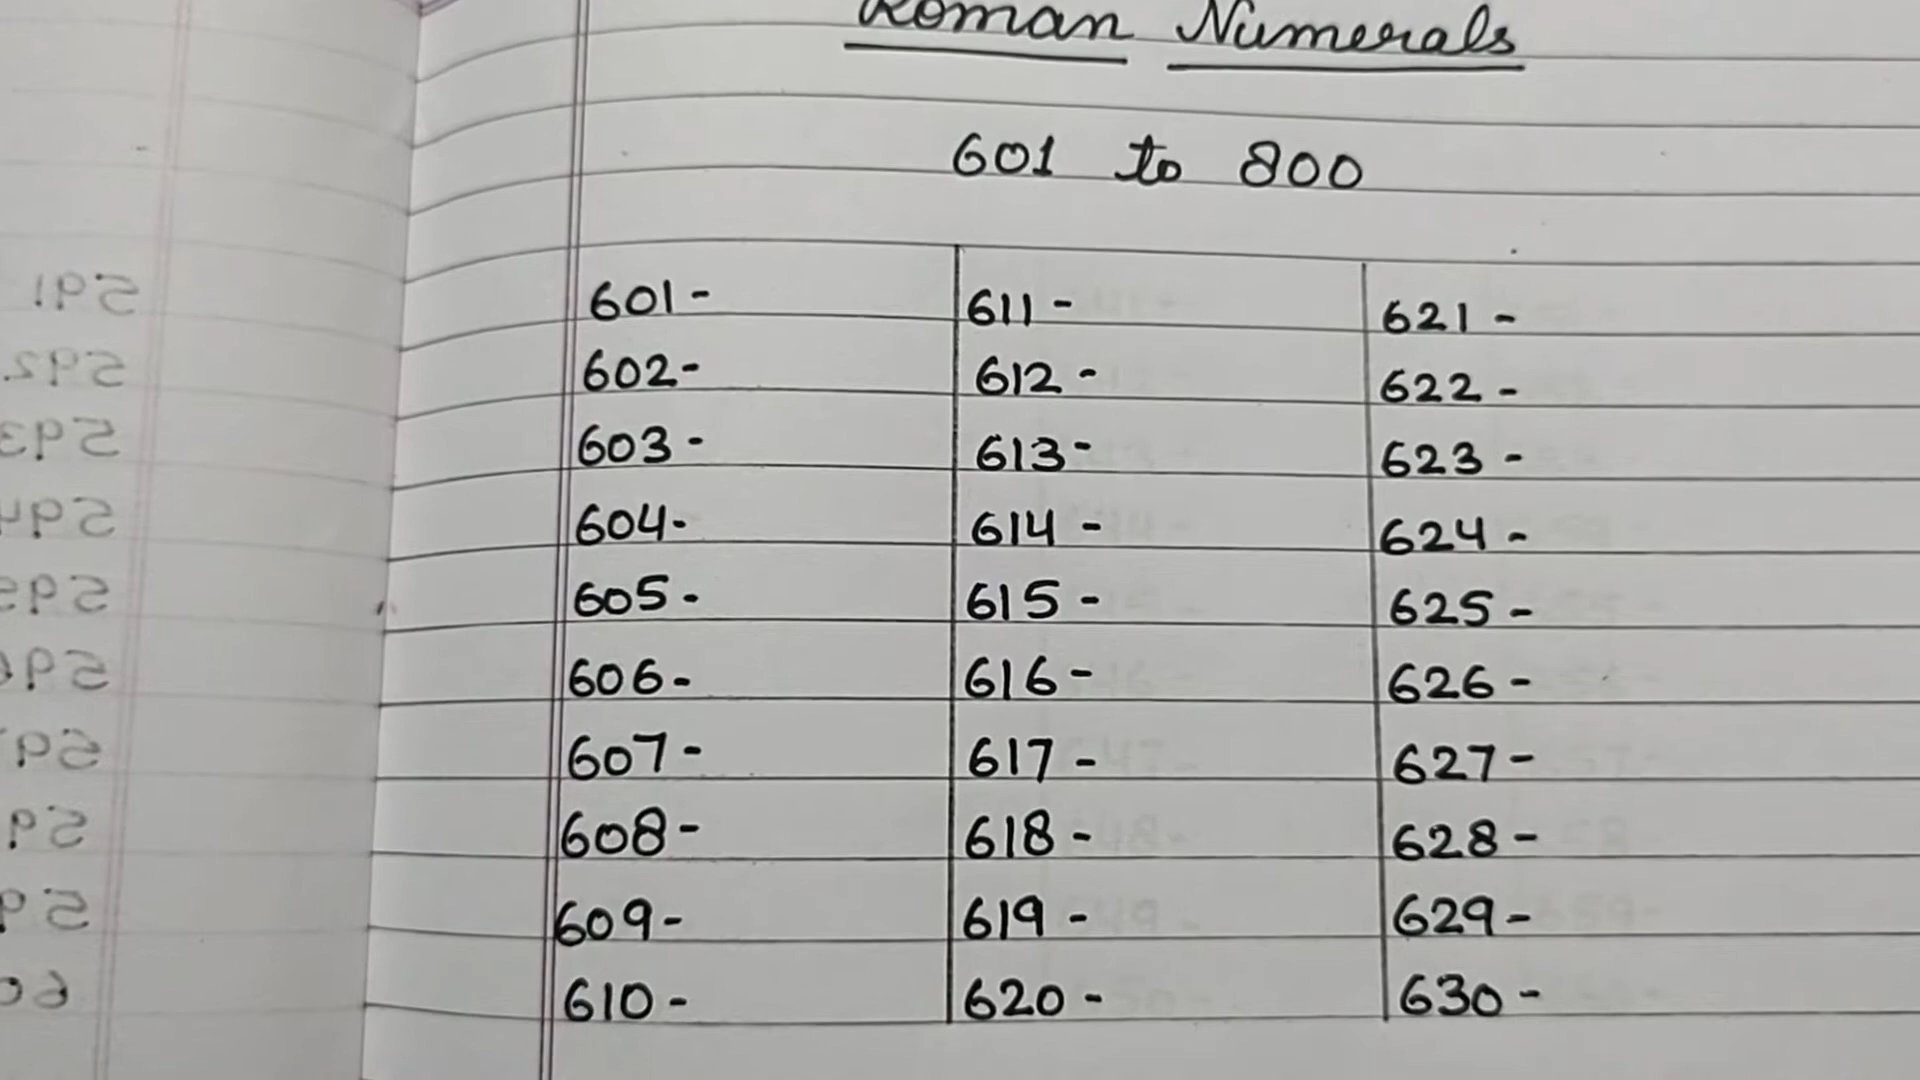 Roman Numerals
601 to 800
601 - 611 - 621 -
602 - 612 - 622 -
603 - 613 - 623 -
604 - 614 - 624 -
605 - 615 - 625 -
606 - 616 - 626 -
607 - 617 - 627 -
608 - 618 - 628 -
609 - 619 - 629 -
610 - 620 - 630 -